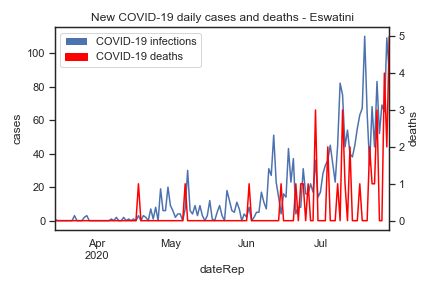 New COVID-19 daily cases and deaths - Eswatini
COVID-19 infections
COVID-19 deaths
100
80
60
40
20
0
cases
5
4
3
2
1
0
deaths
Apr
2020
May
Jun
Jul
dateRep